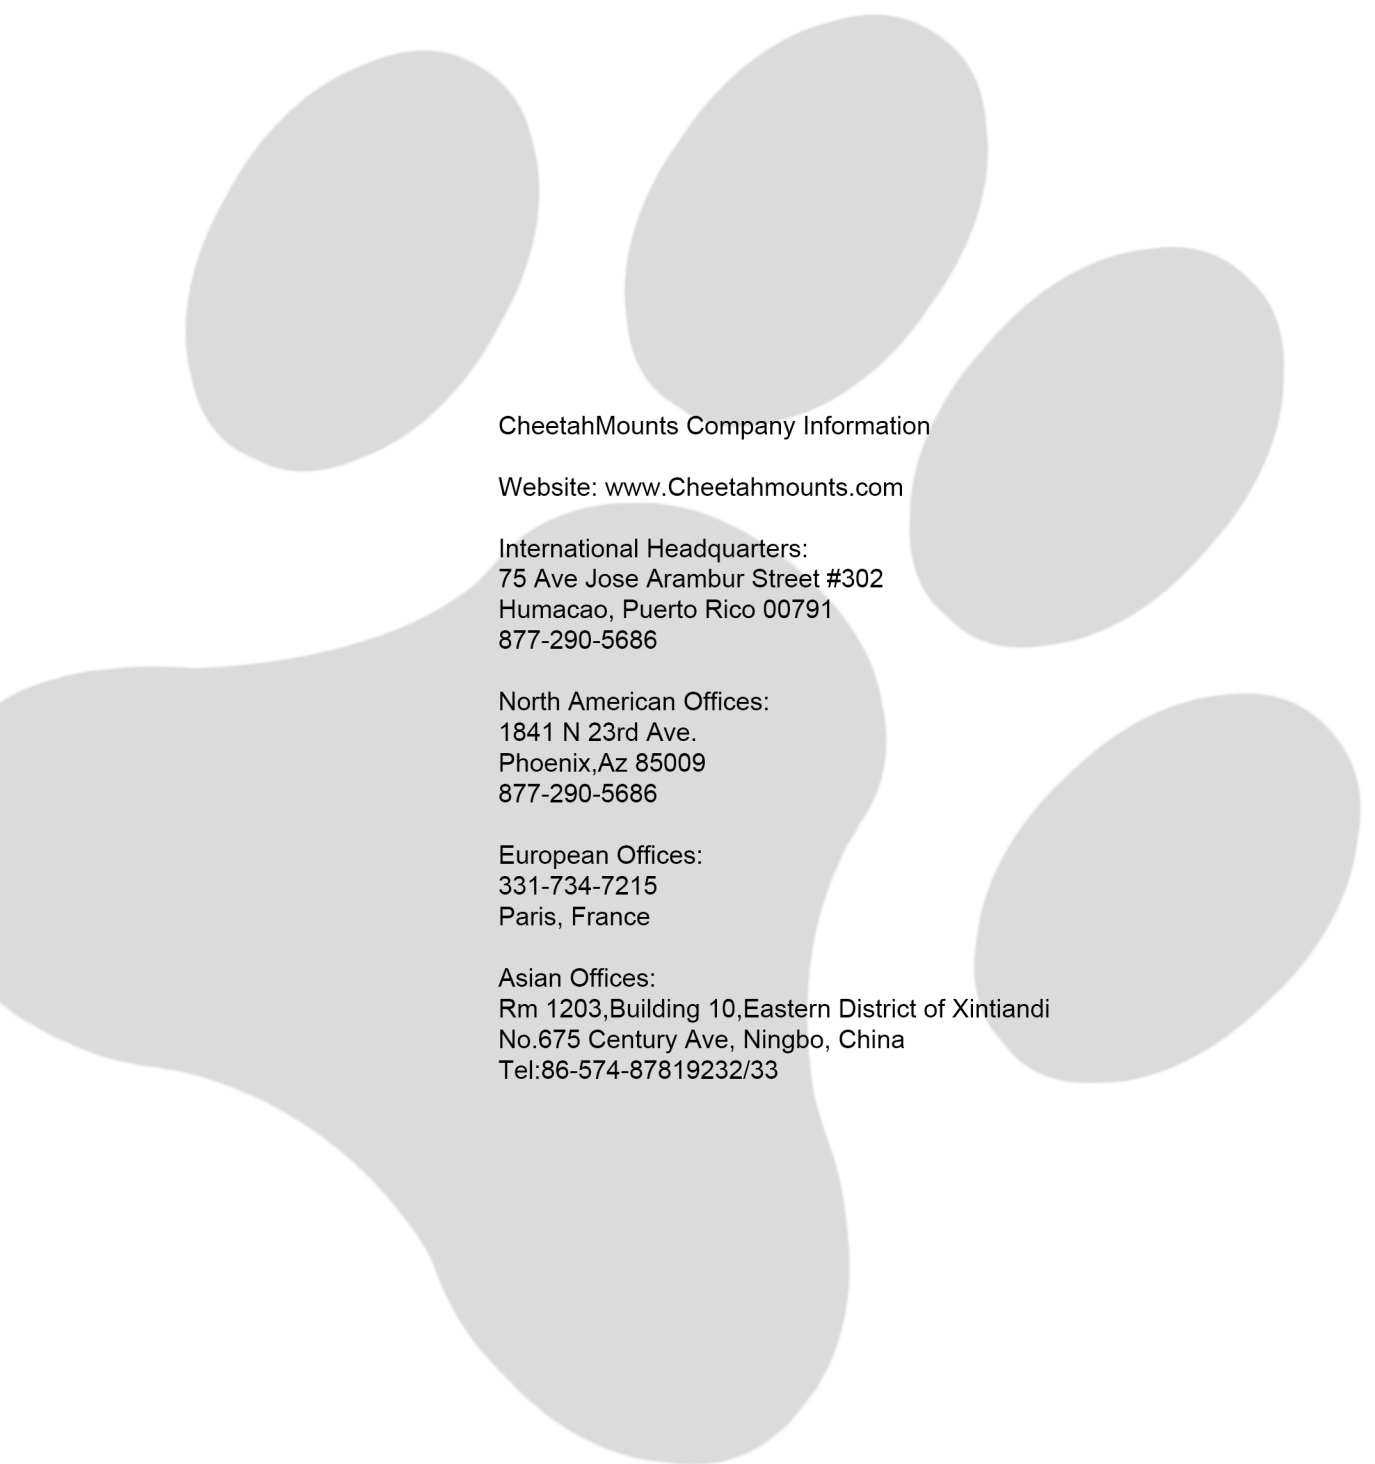 CheetahMounts Company Information
Website: www.Cheetahmounts.com
International Headquarters:
75 Ave Jose Arambur Street #302
Humacao, Puerto Rico 00791
877-290-5686
North American Offices:
1841 N 23rd Ave.
Phoenix,Az 85009
877-290-5686
European Offices:
331-734-7215
Paris, France
Asian Offices:
Rm 1203,Building 10,Eastern District of Xintiandi
No.675 Century Ave, Ningbo, China
Tel:86-574-87819232/33